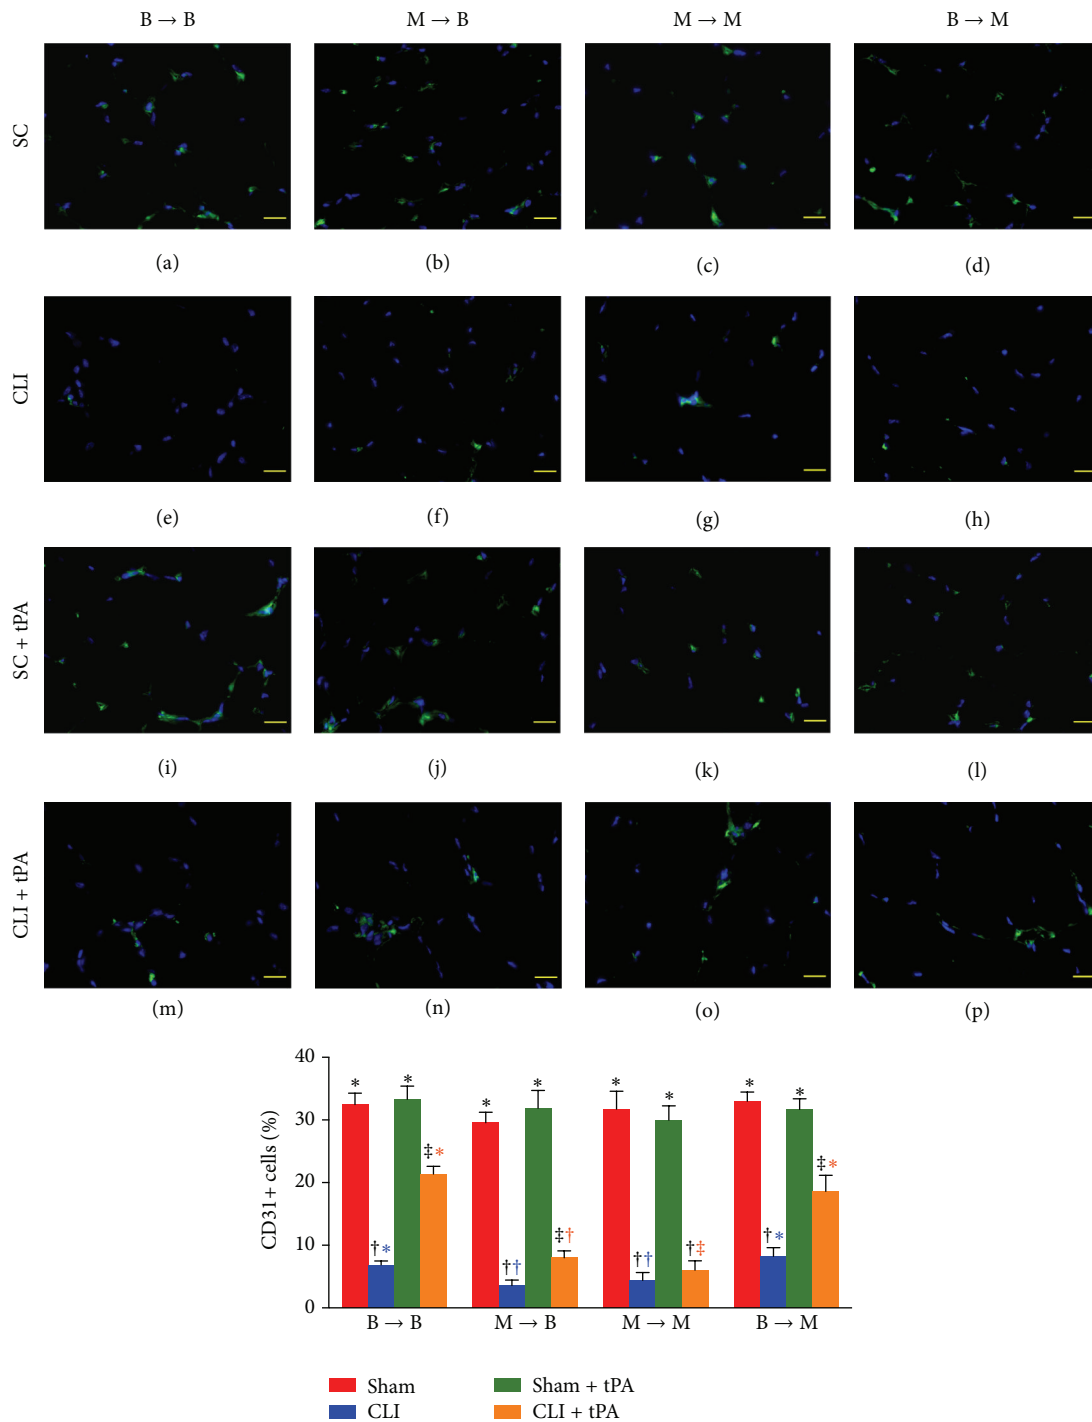 B → B M → B M → M B → M
SC
(a) (b) (c) (d)
CLI
(e) (f) (g) (h)
SC + tPA
(i) (j) (k) (l)
CLI + tPA
(m) (n) (o) (p)
CD31+ cells (%)
40
30
20
10
0
* * * * * * * *
‡* ‡† †‡ ‡*
†* †† †† †*
B → B M → B M → M B → M
Sham Sham + tPA
CLI CLI + tPA